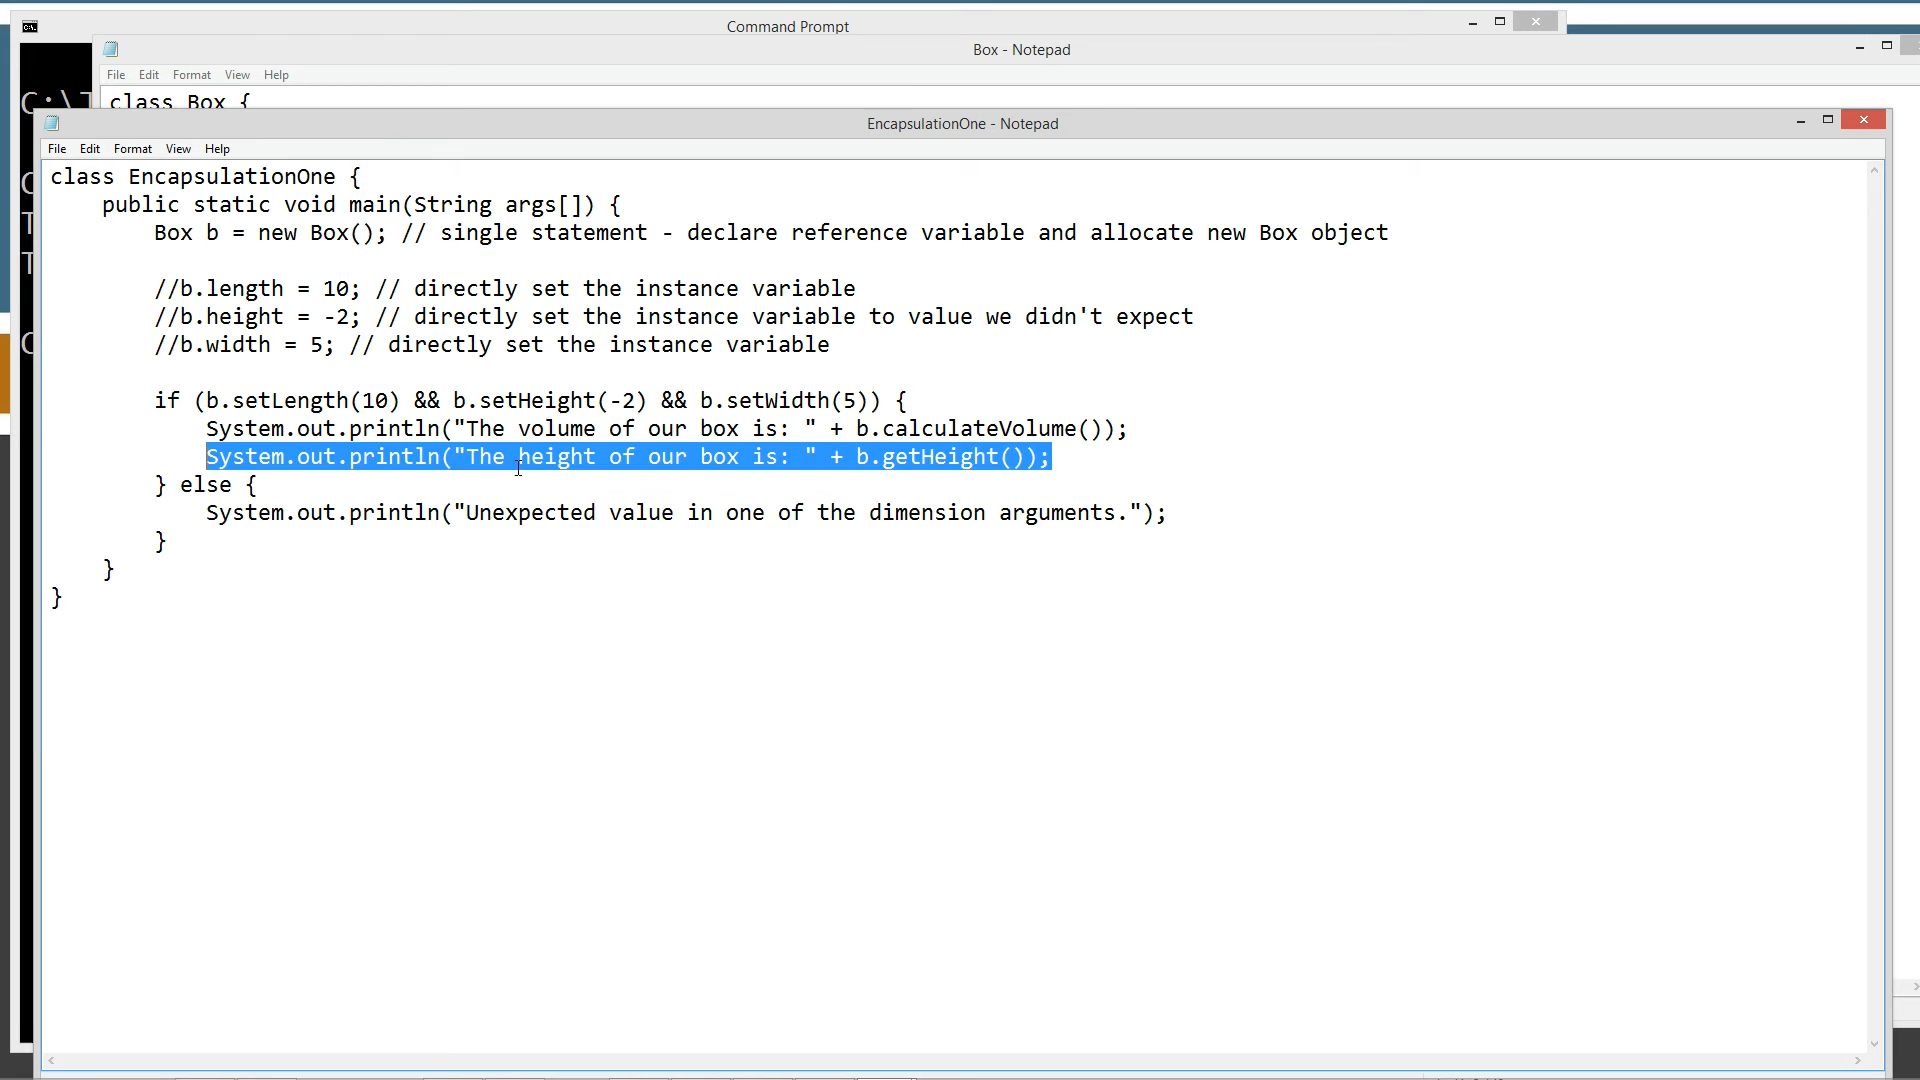 Command Prompt
Box - Notepad
File Edit Format View Help
class Box {
C:\T
EncapsulationOne - Notepad
File Edit Format View Help
class EncapsulationOne {
public static void main(String args[]) {
Box b = new Box(); // single statement - declare reference variable and allocate new Box object
//b.length = 10; // directly set the instance variable
//b.height = -2; // directly set the instance variable to value we didn't expect
//b.width = 5; // directly set the instance variable
if (b.setLength(10) && b.setHeight(-2) && b.setWidth(5)) {
System.out.println("The volume of our box is: " + b.calculateVolume());
System.out.println("The height of our box is: " + b.getHeight());
} else {
System.out.println("Unexpected value in one of the dimension arguments.");
}
}
}